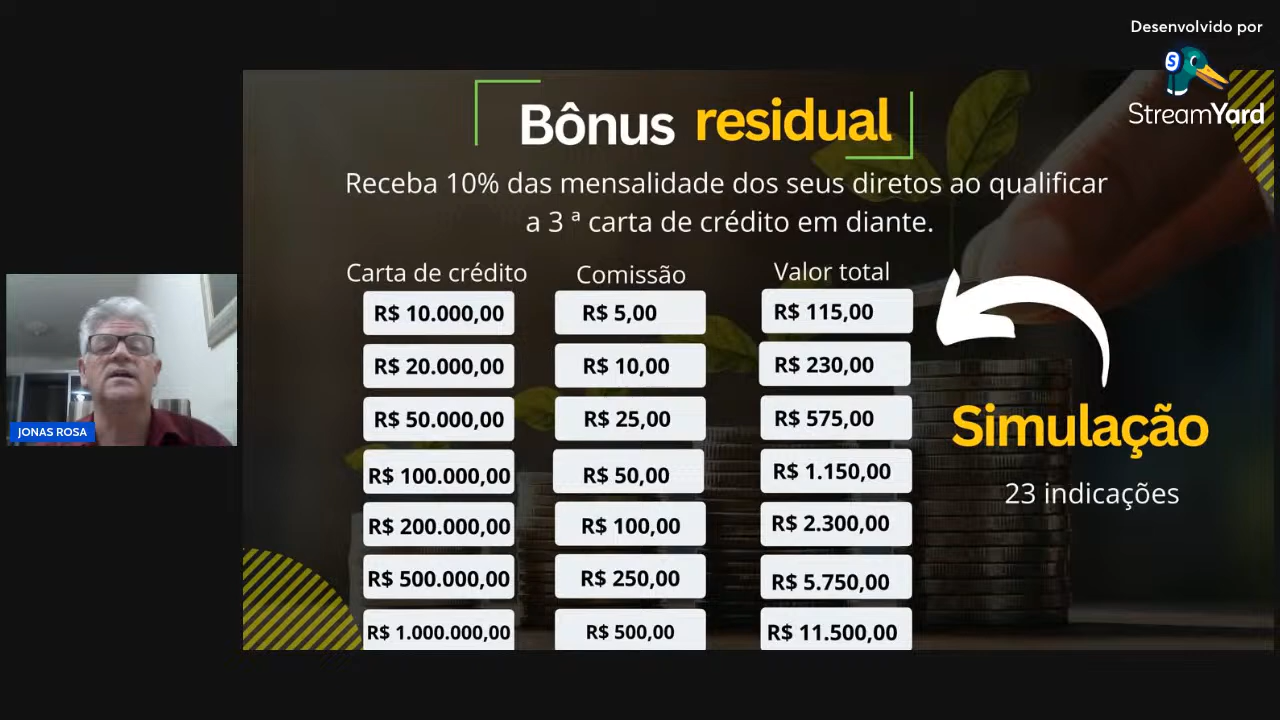 Desenvolvido por
S
StreamYard
Bônus residual
Receba 10% das mensalidade dos seus diretos ao qualificar
a 3 ª carta de crédito em diante.
Carta de crédito Comissão Valor total
R$ 10.000,00 R$ 5,00 R$ 115,00
R$ 20.000,00 R$ 10,00 R$ 230,00
R$ 50.000,00 R$ 25,00 R$ 575,00
R$ 100.000,00 R$ 50,00 R$ 1.150,00
R$ 200.000,00 R$ 100,00 R$ 2.300,00
R$ 500.000,00 R$ 250,00 R$ 5.750,00
R$ 1.000.000,00 R$ 500,00 R$ 11.500,00
Simulação
23 indicações
JONAS ROSA